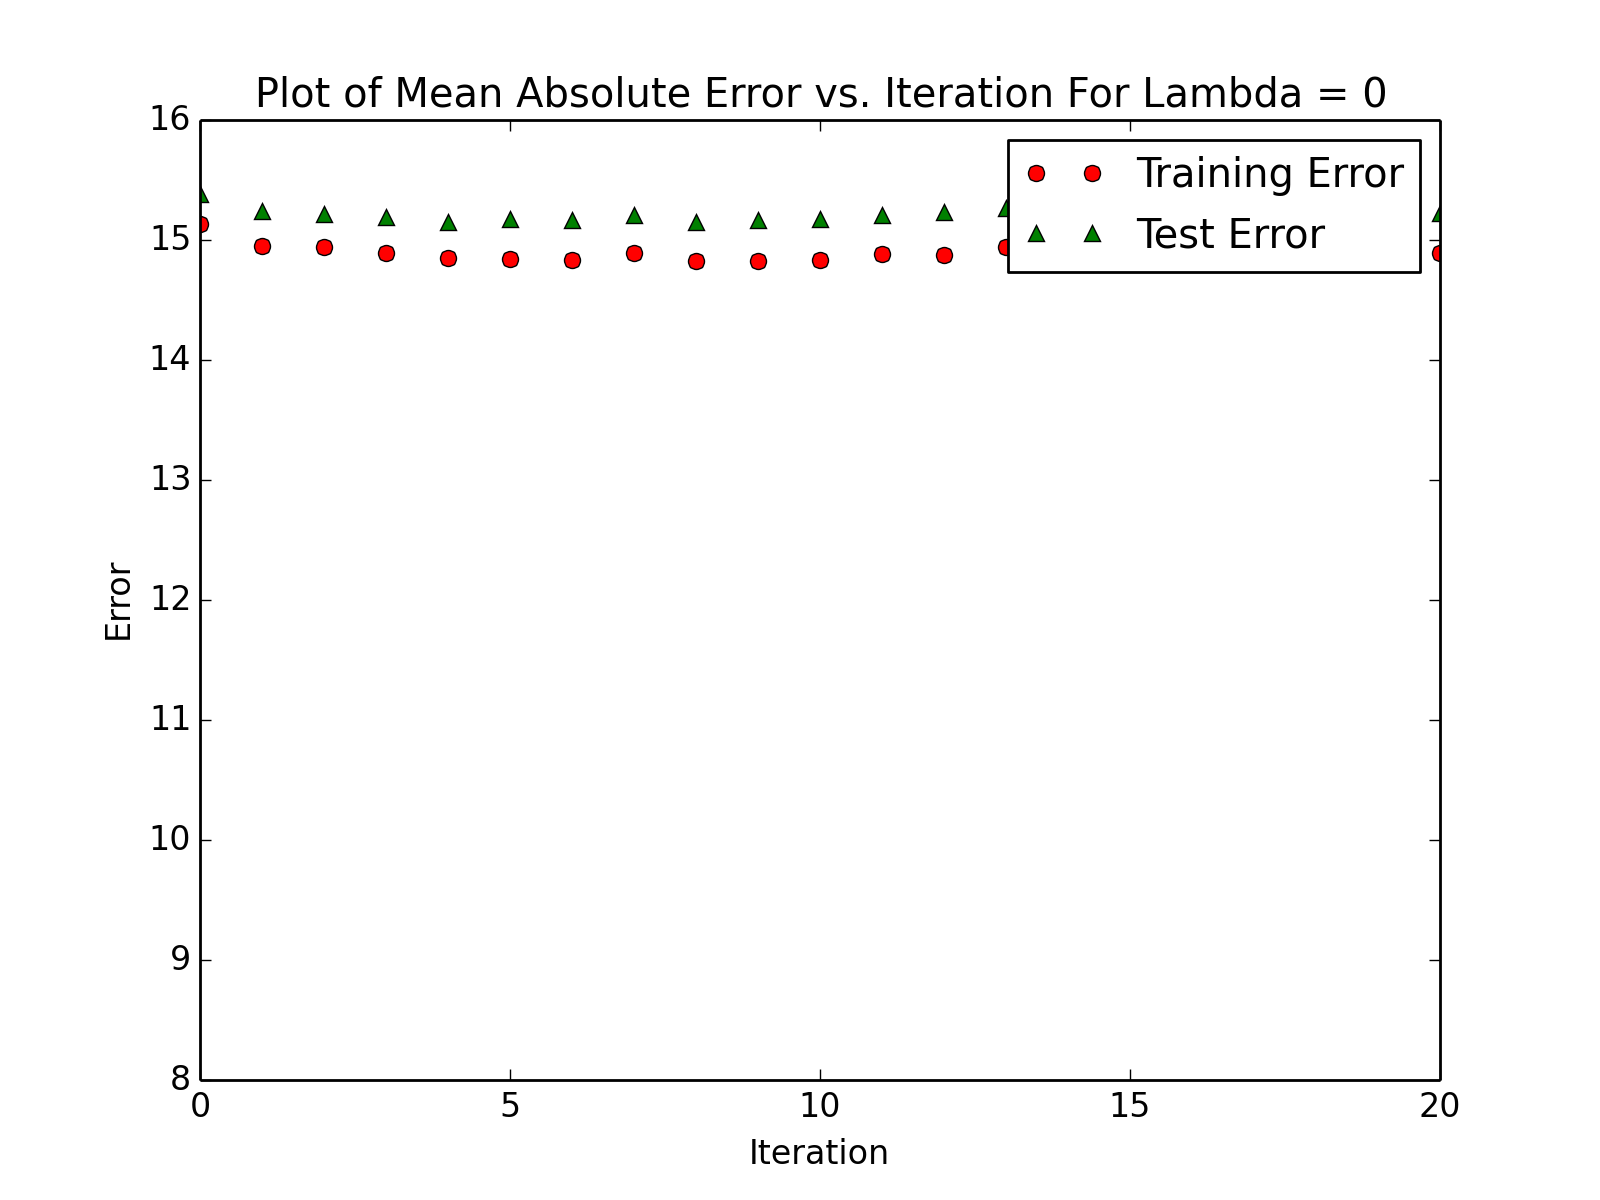 Plot of Mean Absolute Error vs. Iteration For Lambda = 0
16
15
14
13
12
11
10
9
8
Error
Training Error
Test Error
0 5 10 15 20
Iteration